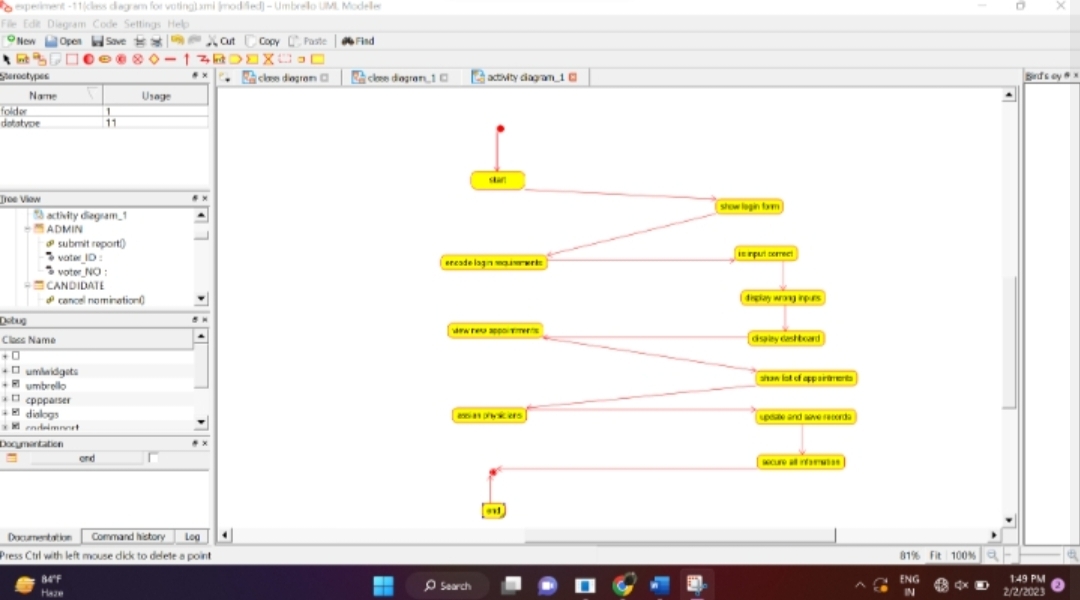 experiment -11(class diagram for voting).xmi [modified] – Umbrello UML Modeller
File Edit Diagram Code Settings Help
New Open Save Cut Copy Paste Find
Stereotypes
class diagram
class diagram_1
activity diagram_1
Bird's ey
Name Usage
folder 1
datatype 11
Tree View
activity diagram_1
ADMIN
submit report()
voter_ID :
voter_NO :
CANDIDATE
cancel nomination()
Debug
Class Name
umlwidgets
umbrello
cppparser
dialogs
codeimport
Documentation
end
start
show login form
encode login requirements
is input correct
display wrong inputs
view new appointments
display dashboard
show list of appointments
assign physicians
update and save records
secure all information
end
Documentation Command history Log
Press Ctrl with left mouse click to delete a point
81% Fit 100%
84°F
Haze
Search
ENG
IN
1:49 PM
2/2/2023
2